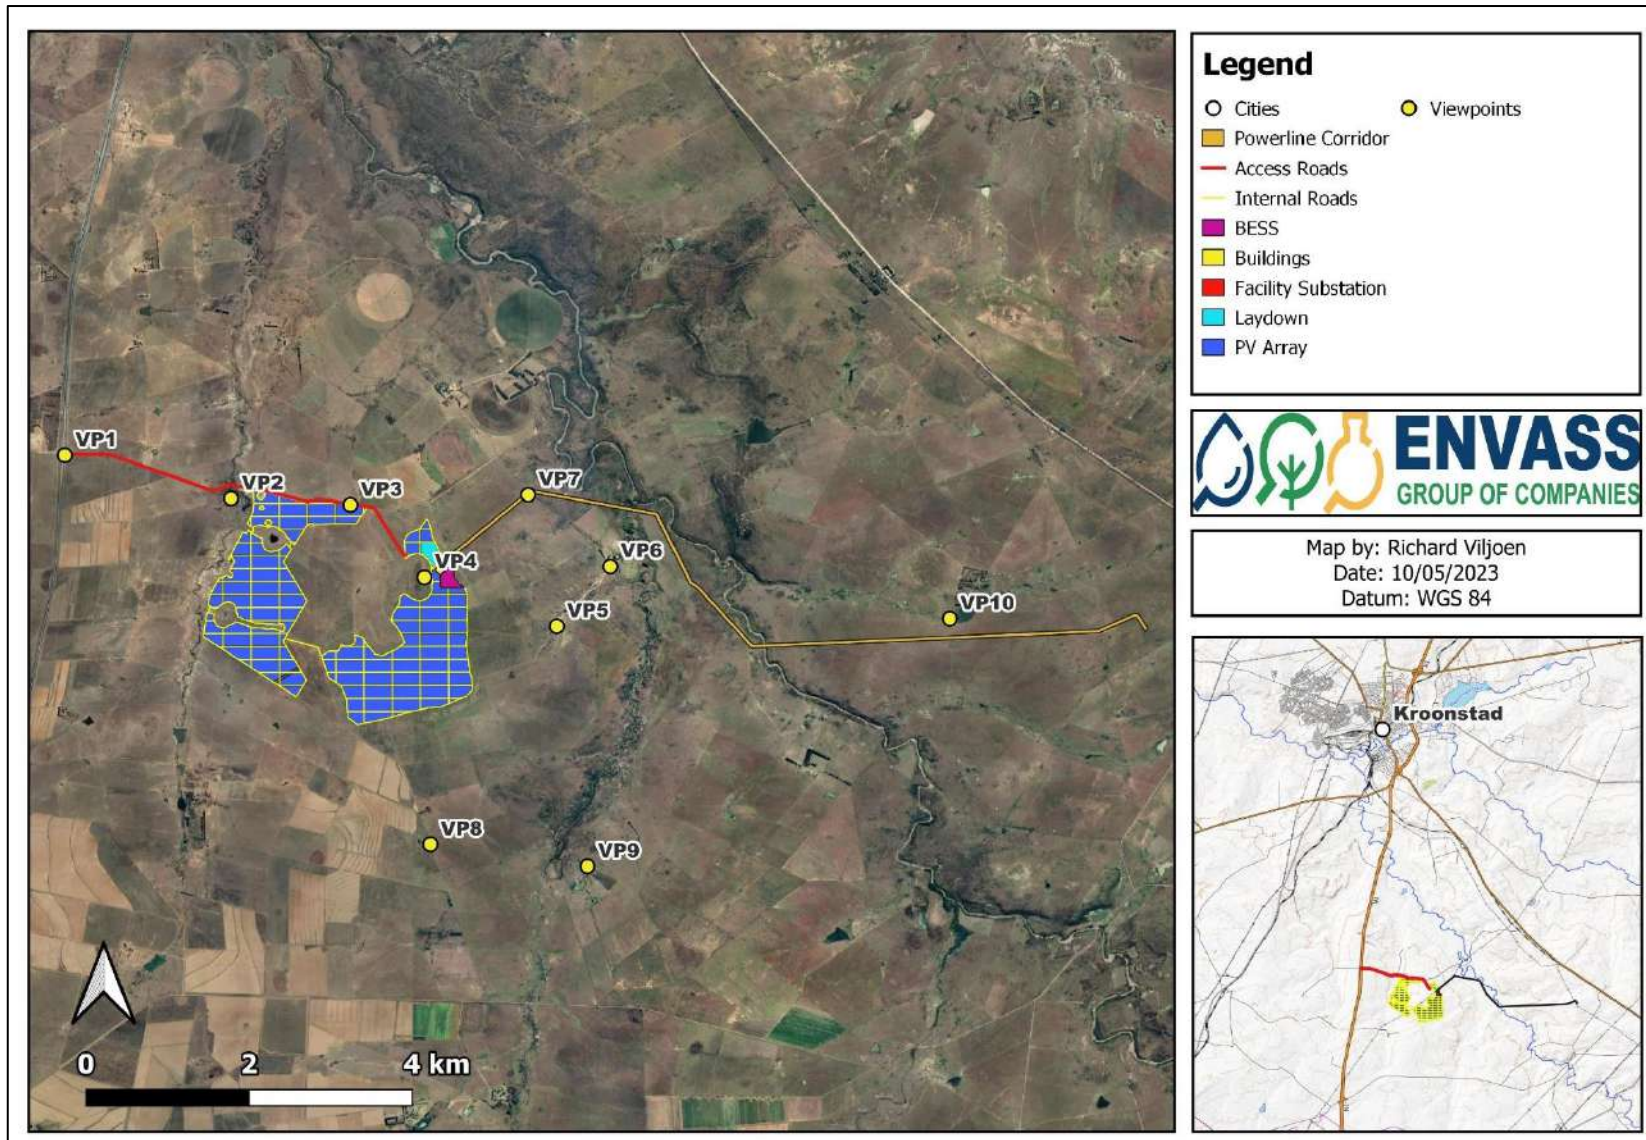 VP1
VP2
VP3
VP4
VP5
VP6
VP7
VP8
VP9
VP10
0 2 4 km
Legend
Cities
Viewpoints
Powerline Corridor
Access Roads
Internal Roads
BESS
Buildings
Facility Substation
Laydown
PV Array
ENVASS
GROUP OF COMPANIES
Map by: Richard Viljoen
Date: 10/05/2023
Datum: WGS 84
Kroonstad